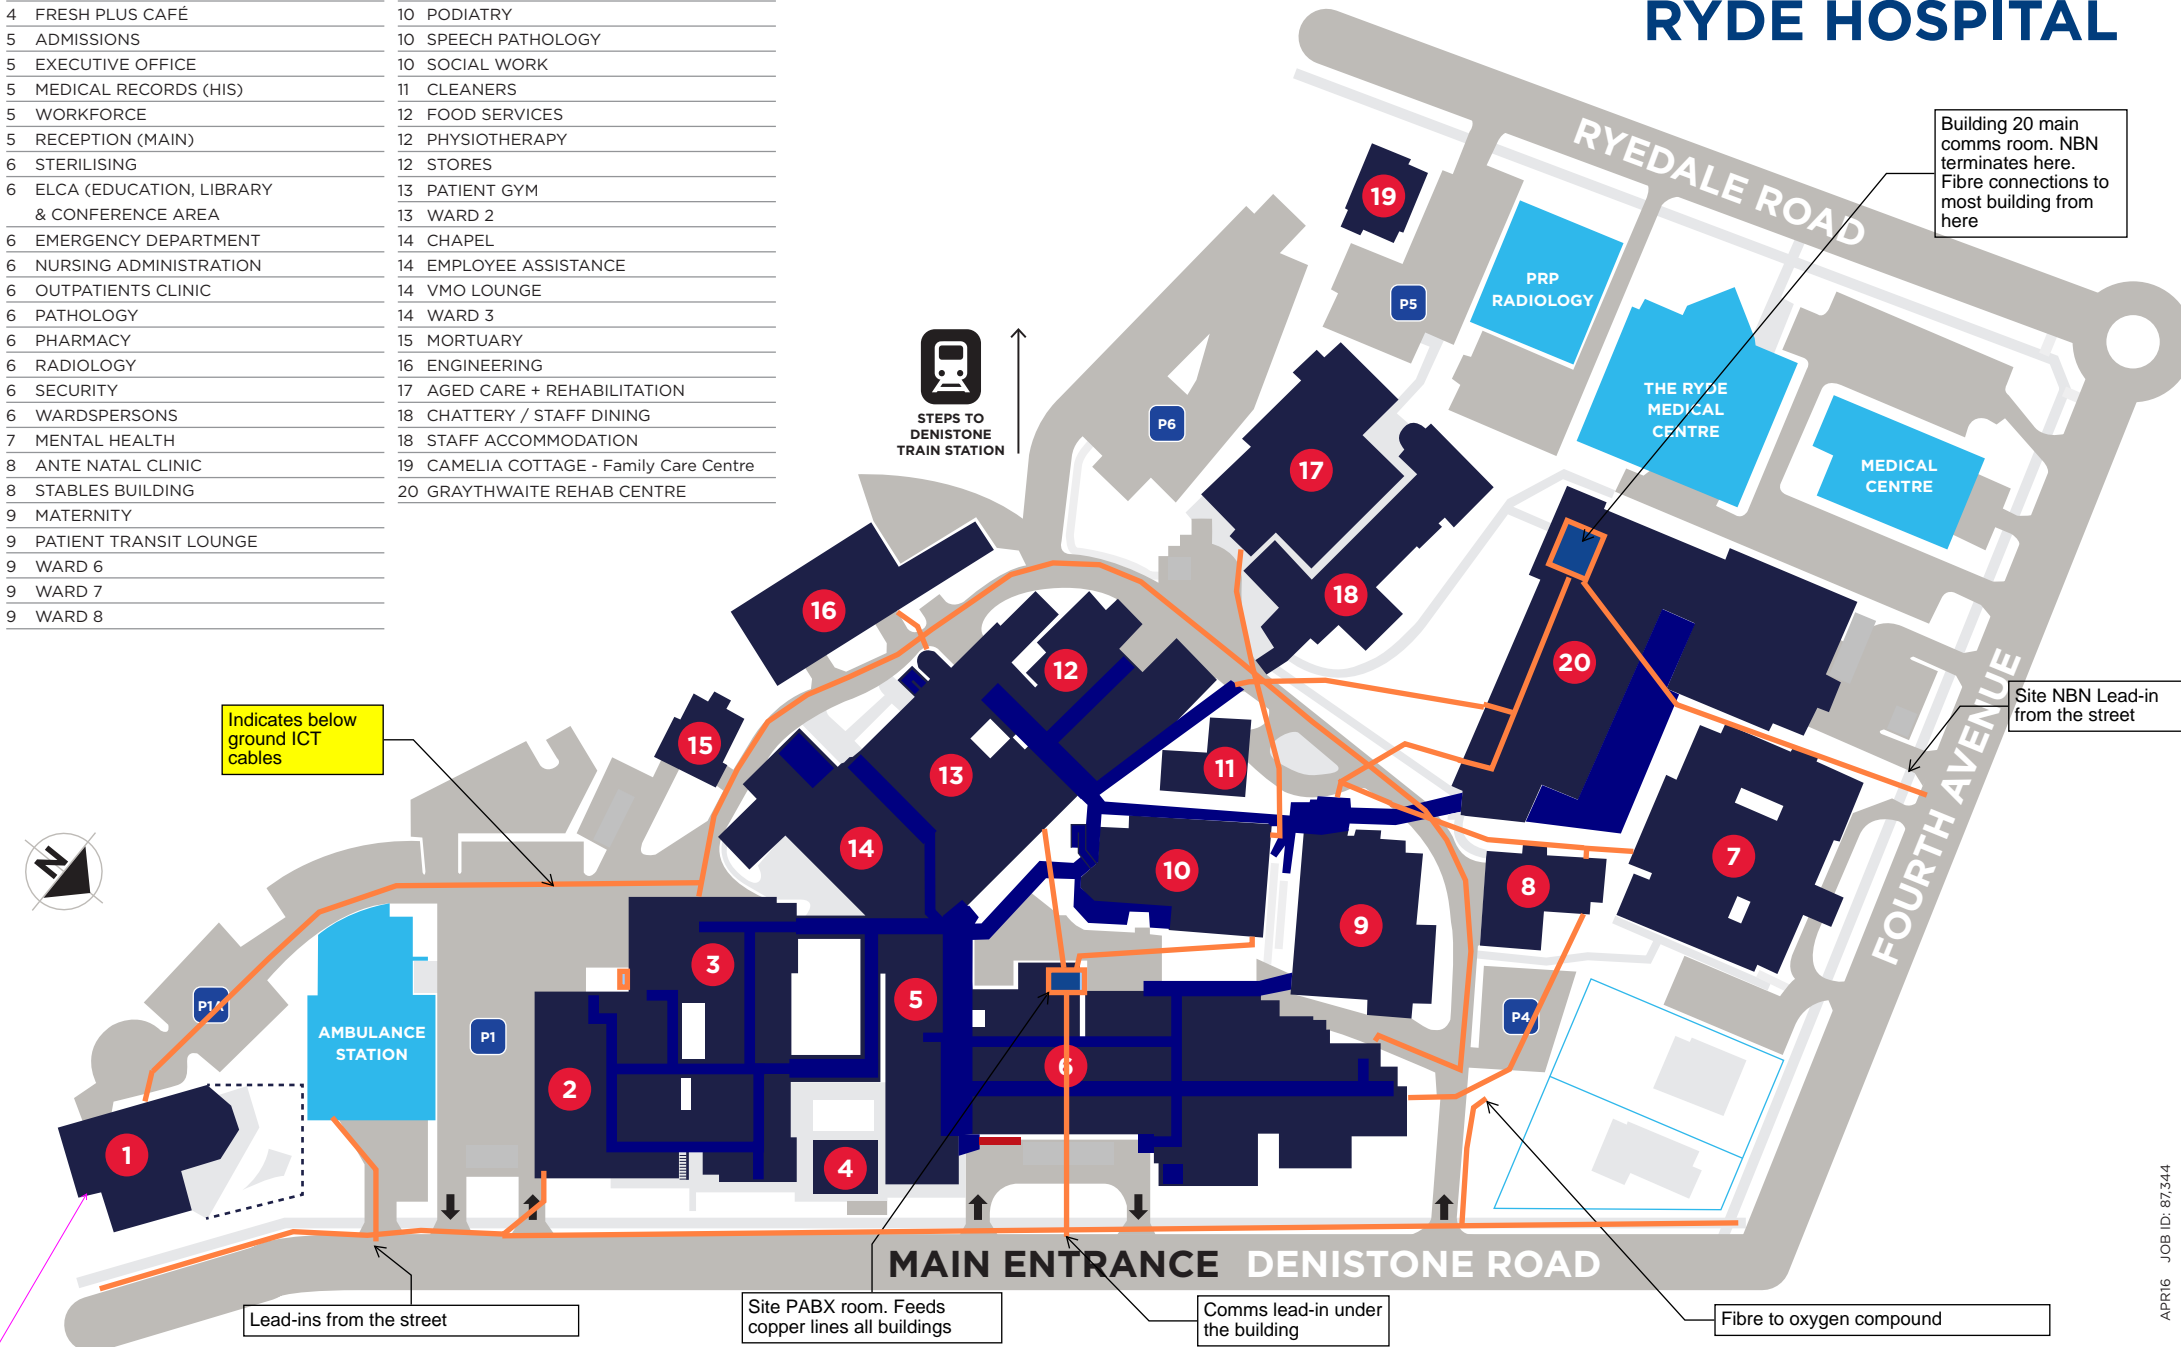 RYDE HOSPITAL
4 FRESH PLUS CAFÉ
5 ADMISSIONS
5 EXECUTIVE OFFICE
5 MEDICAL RECORDS (HIS)
5 WORKFORCE
5 RECEPTION (MAIN)
6 STERILISING
6 ELCA (EDUCATION, LIBRARY
& CONFERENCE AREA
6 EMERGENCY DEPARTMENT
6 NURSING ADMINISTRATION
6 OUTPATIENTS CLINIC
6 PATHOLOGY
6 PHARMACY
6 RADIOLOGY
6 SECURITY
6 WARDSPERSONS
7 MENTAL HEALTH
8 ANTE NATAL CLINIC
8 STABLES BUILDING
9 MATERNITY
9 PATIENT TRANSIT LOUNGE
9 WARD 6
9 WARD 7
9 WARD 8
10 PODIATRY
10 SPEECH PATHOLOGY
10 SOCIAL WORK
11 CLEANERS
12 FOOD SERVICES
12 PHYSIOTHERAPY
12 STORES
13 PATIENT GYM
13 WARD 2
14 CHAPEL
14 EMPLOYEE ASSISTANCE
14 VMO LOUNGE
14 WARD 3
15 MORTUARY
16 ENGINEERING
17 AGED CARE + REHABILITATION
18 CHATTERY / STAFF DINING
18 STAFF ACCOMMODATION
19 CAMELIA COTTAGE - Family Care Centre
20 GRAYTHWAITE REHAB CENTRE
RYEDALE ROAD
Building 20 main
comms room. NBN
terminates here.
Fibre connections to
most building from
here
19
P5
PRP
RADIOLOGY
STEPS TO
DENISTONE
TRAIN STATION
P6
THE RYDE
MEDICAL
CENTRE
MEDICAL
CENTRE
17
18
16
12
20
FOURTH AVENUE
Site NBN Lead-in
from the street
Indicates below
ground ICT
cables
15
13
11
14
10
7
8
9
N
3
5
P1A
P1
P4
AMBULANCE
STATION
2
6
1
4
MAIN ENTRANCE DENISTONE ROAD
Lead-ins from the street
Site PABX room. Feeds
copper lines all buildings
Comms lead-in under
the building
Fibre to oxygen compound
APR16 JOB ID: 87,344